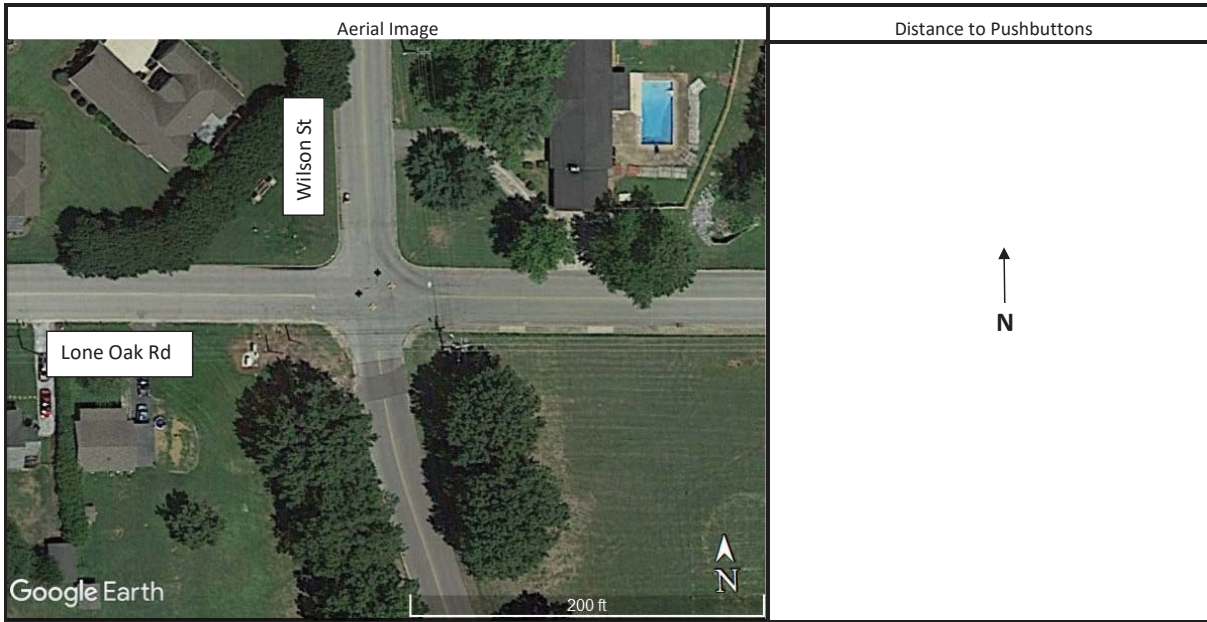 Aerial Image
Distance to Pushbuttons
Wilson St
N
Lone Oak Rd
N
Google Earth
200 ft